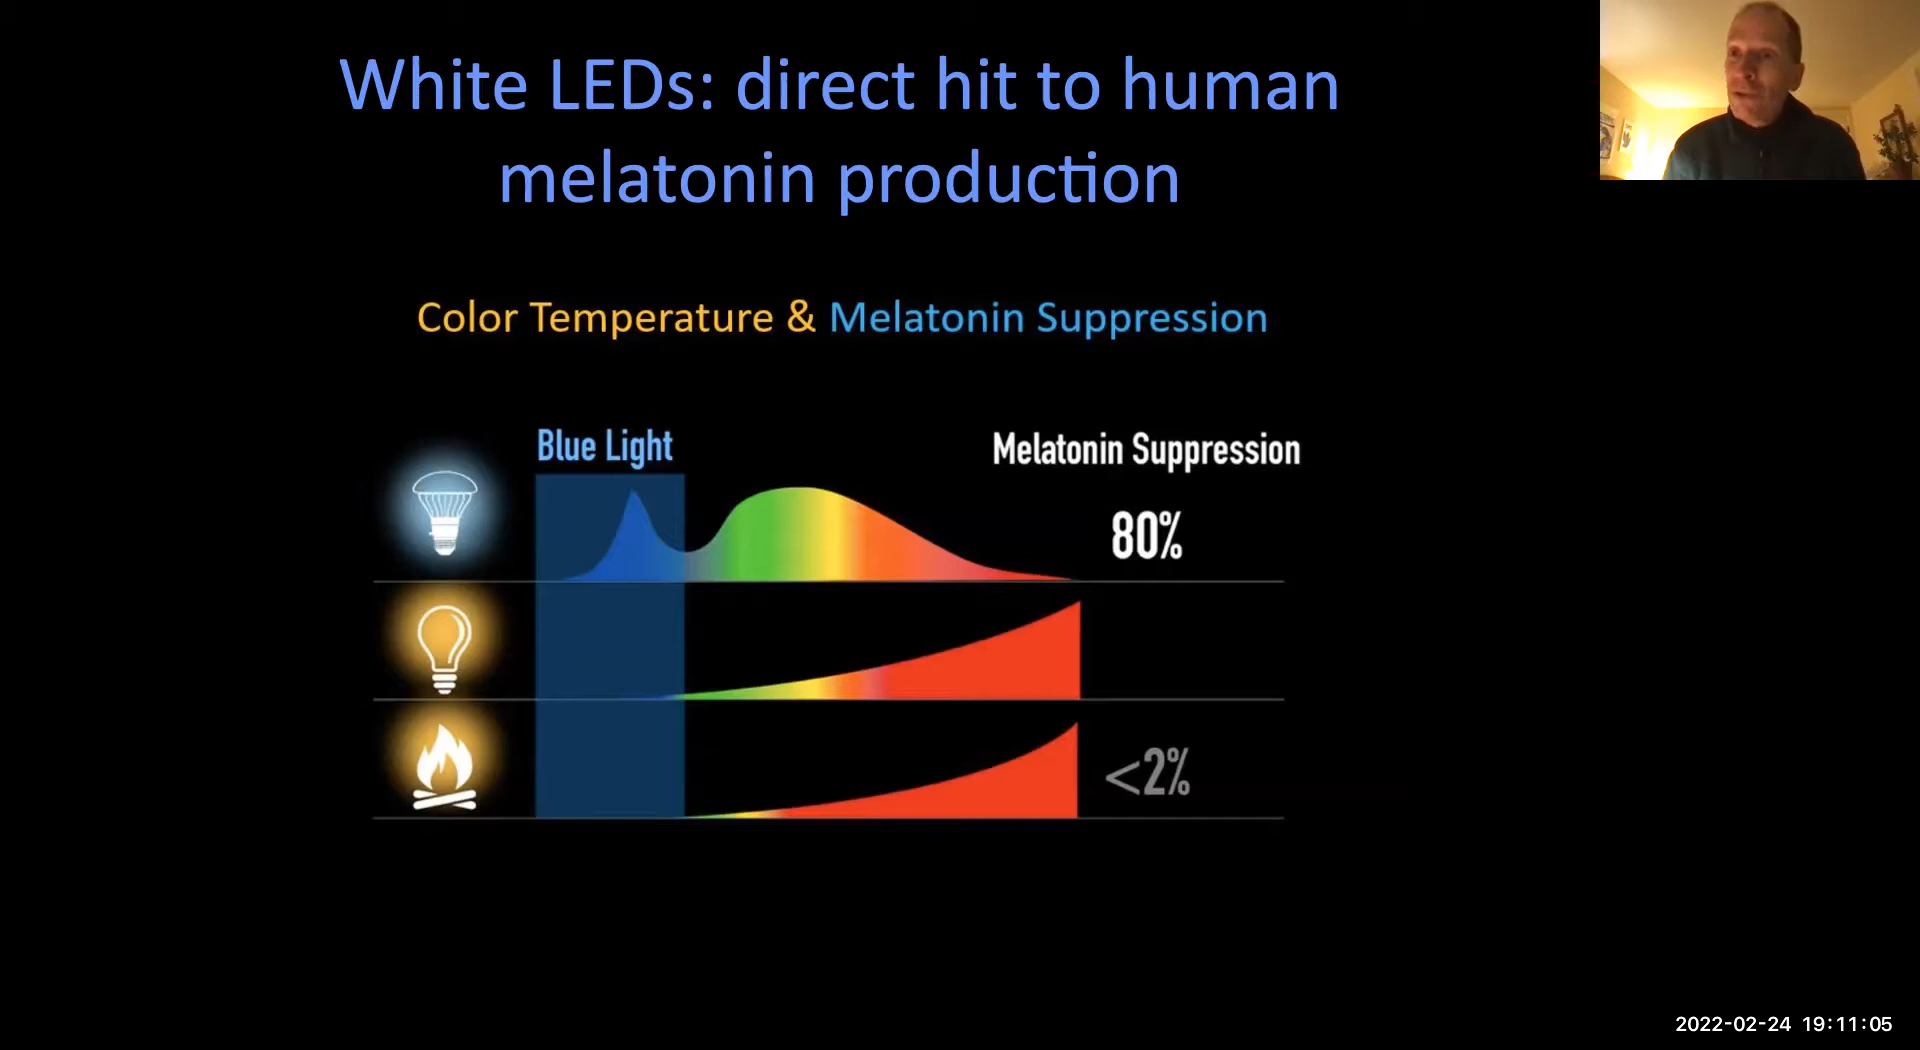 White LEDs: direct hit to human
melatonin production
Color Temperature & Melatonin Suppression
Blue Light
Melatonin Suppression
80%
<2%
2022-02-24 19:11:05